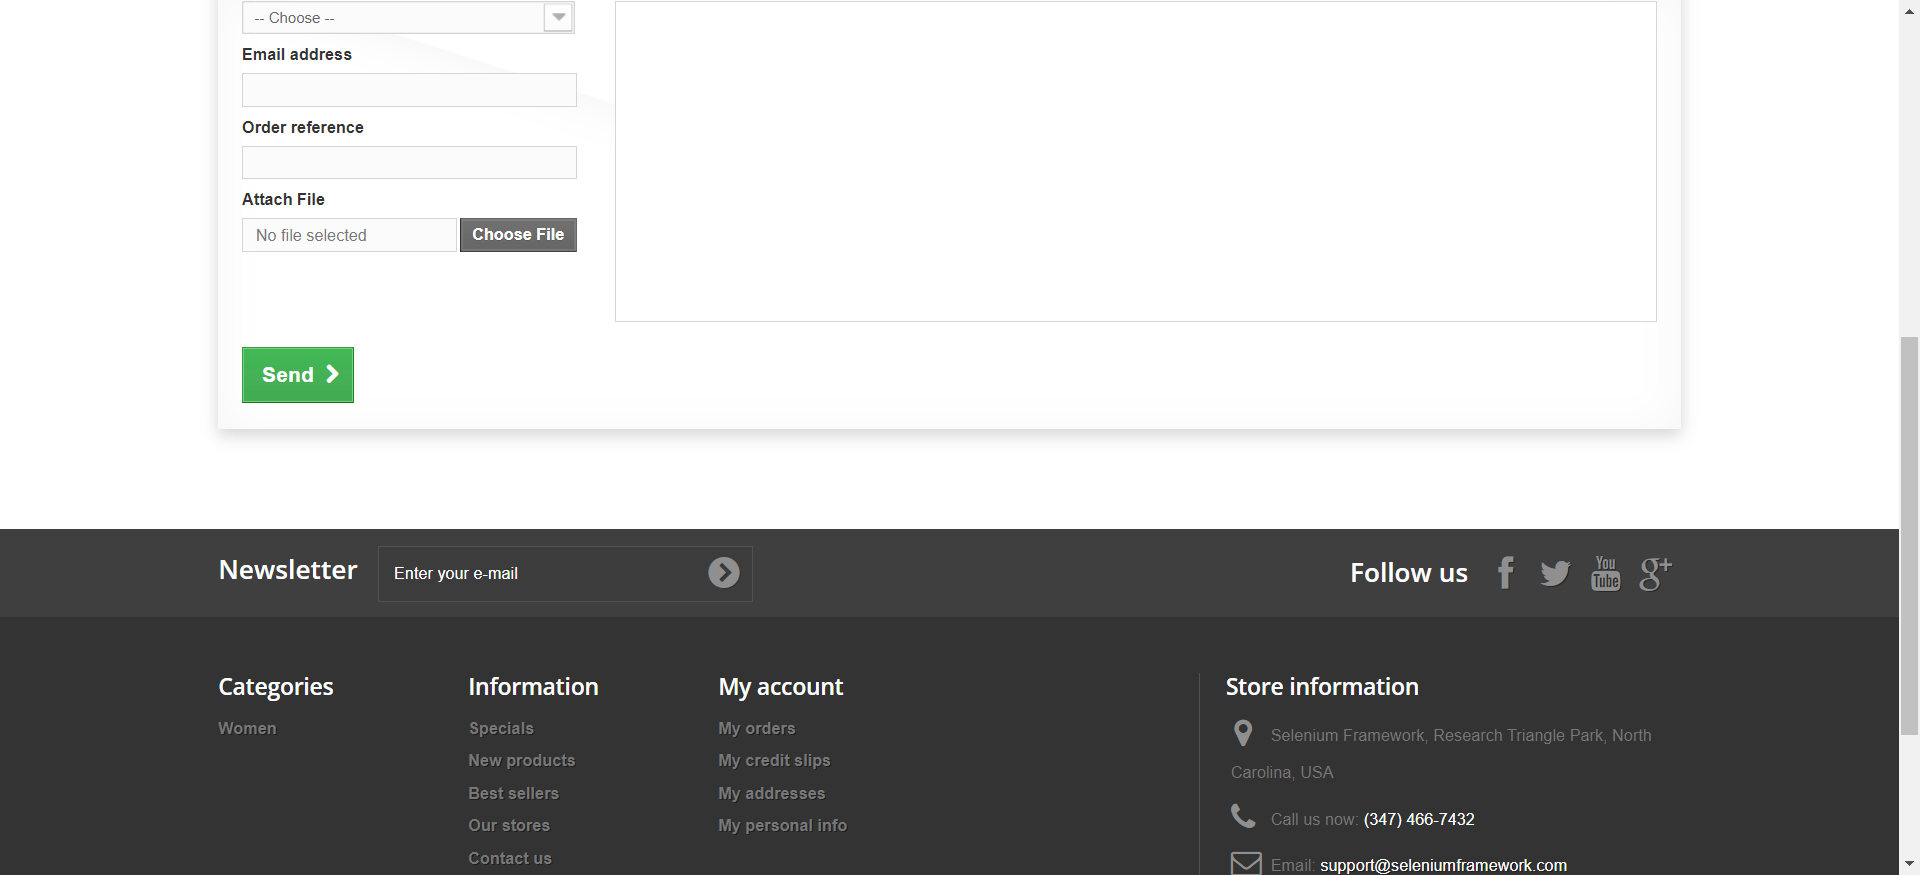 -- Choose --
Email address
Order reference
Attach File
No file selected
Choose File
Send
Newsletter
Enter your e-mail
Follow us
f
You
Tube
g+
Categories
Women
Information
Specials
New products
Best sellers
Our stores
Contact us
My account
My orders
My credit slips
My addresses
My personal info
Store information
Selenium Framework, Research Triangle Park, North
Carolina, USA
Call us now: (347) 466-7432
Email: support@seleniumframework.com